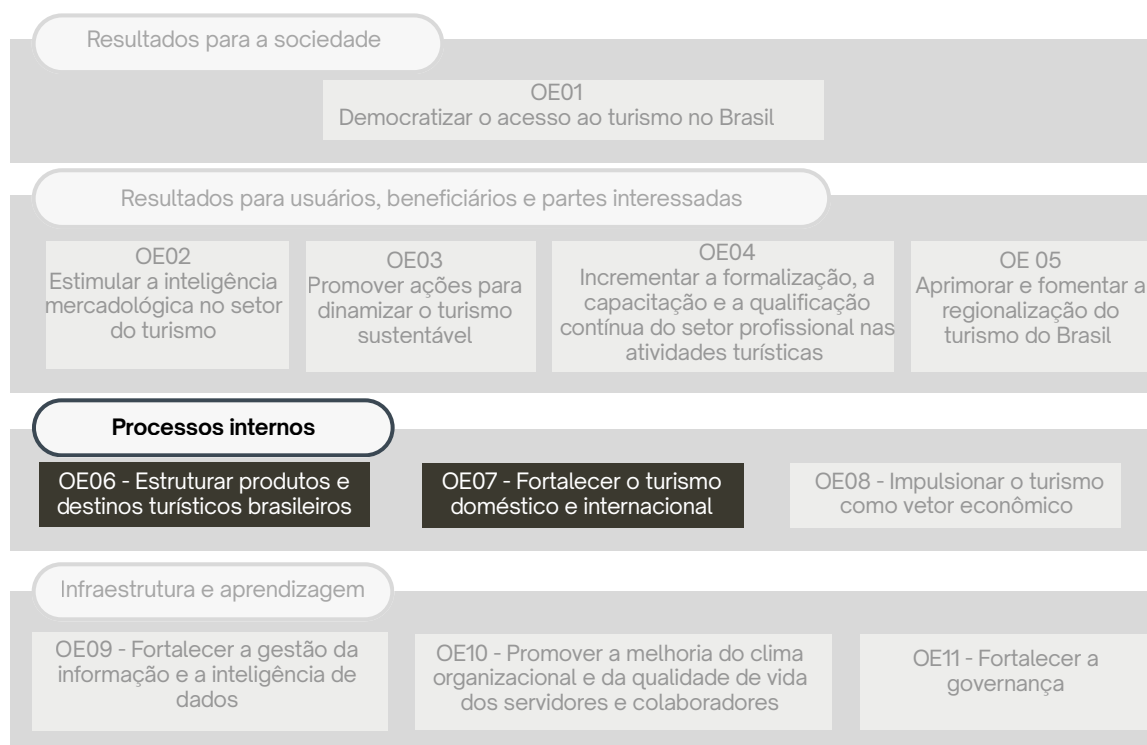 Resultados para a sociedade
OE01
Democratizar o acesso ao turismo no Brasil
Resultados para usuários, beneficiários e partes interessadas
OE02
Estimular a inteligência
mercadológica no setor
do turismo
OE03
Promover ações para
dinamizar o turismo
sustentável
OE04
Incrementar a formalização, a
capacitação e a qualificação
contínua do setor profissional nas
atividades turísticas
OE 05
Aprimorar e fomentar a
regionalização do
turismo do Brasil
Processos internos
OE06 - Estruturar produtos e
destinos turísticos brasileiros
OE07 - Fortalecer o turismo
doméstico e internacional
OE08 - Impulsionar o turismo
como vetor econômico
Infraestrutura e aprendizagem
OE09 - Fortalecer a gestão da
informação e a inteligência de
dados
OE10 - Promover a melhoria do clima
organizacional e da qualidade de vida
dos servidores e colaboradores
OE11 - Fortalecer a
governança